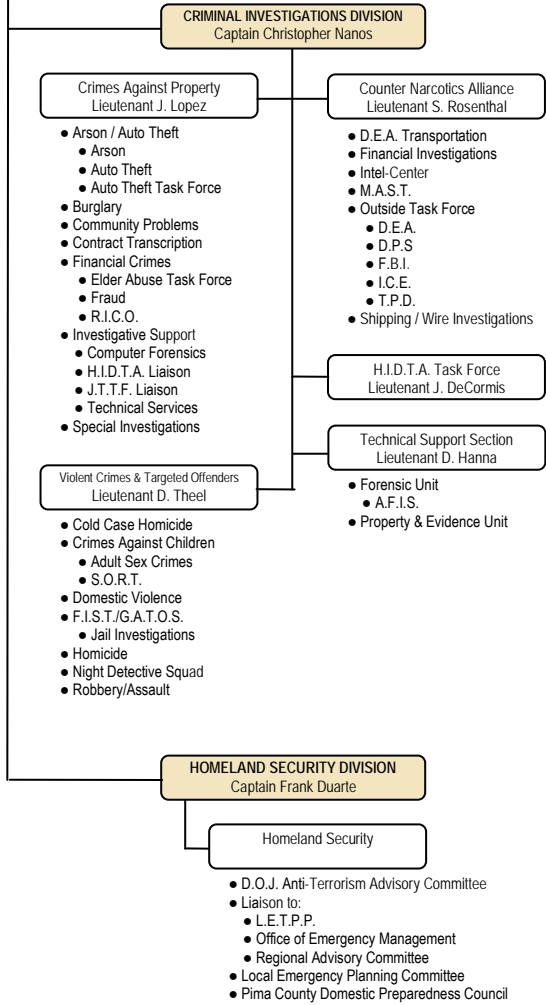 CRIMINAL INVESTIGATIONS DIVISION
Captain Christopher Nanos
Crimes Against Property
Lieutenant J. Lopez
● Arson / Auto Theft
● Arson
● Auto Theft
● Auto Theft Task Force
● Burglary
● Community Problems
● Contract Transcription
● Financial Crimes
● Elder Abuse Task Force
● Fraud
● R.I.C.O.
● Investigative Support
● Computer Forensics
● H.I.D.T.A. Liaison
● J.T.T.F. Liaison
● Technical Services
● Special Investigations
Counter Narcotics Alliance
Lieutenant S. Rosenthal
● D.E.A. Transportation
● Financial Investigations
● Intel-Center
● M.A.S.T.
● Outside Task Force
● D.E.A.
● D.P.S
● F.B.I.
● I.C.E.
● T.P.D.
● Shipping / Wire Investigations
H.I.D.T.A. Task Force
Lieutenant J. DeCormis
Technical Support Section
Lieutenant D. Hanna
● Forensic Unit
● A.F.I.S.
● Property & Evidence Unit
Violent Crimes & Targeted Offenders
Lieutenant D. Theel
● Cold Case Homicide
● Crimes Against Children
● Adult Sex Crimes
● S.O.R.T.
● Domestic Violence
● F.I.S.T./G.A.T.O.S.
● Jail Investigations
● Homicide
● Night Detective Squad
● Robbery/Assault
HOMELAND SECURITY DIVISION
Captain Frank Duarte
Homeland Security
● D.O.J. Anti-Terrorism Advisory Committee
● Liaison to:
● L.E.T.P.P.
● Office of Emergency Management
● Regional Advisory Committee
● Local Emergency Planning Committee
● Pima County Domestic Preparedness Council